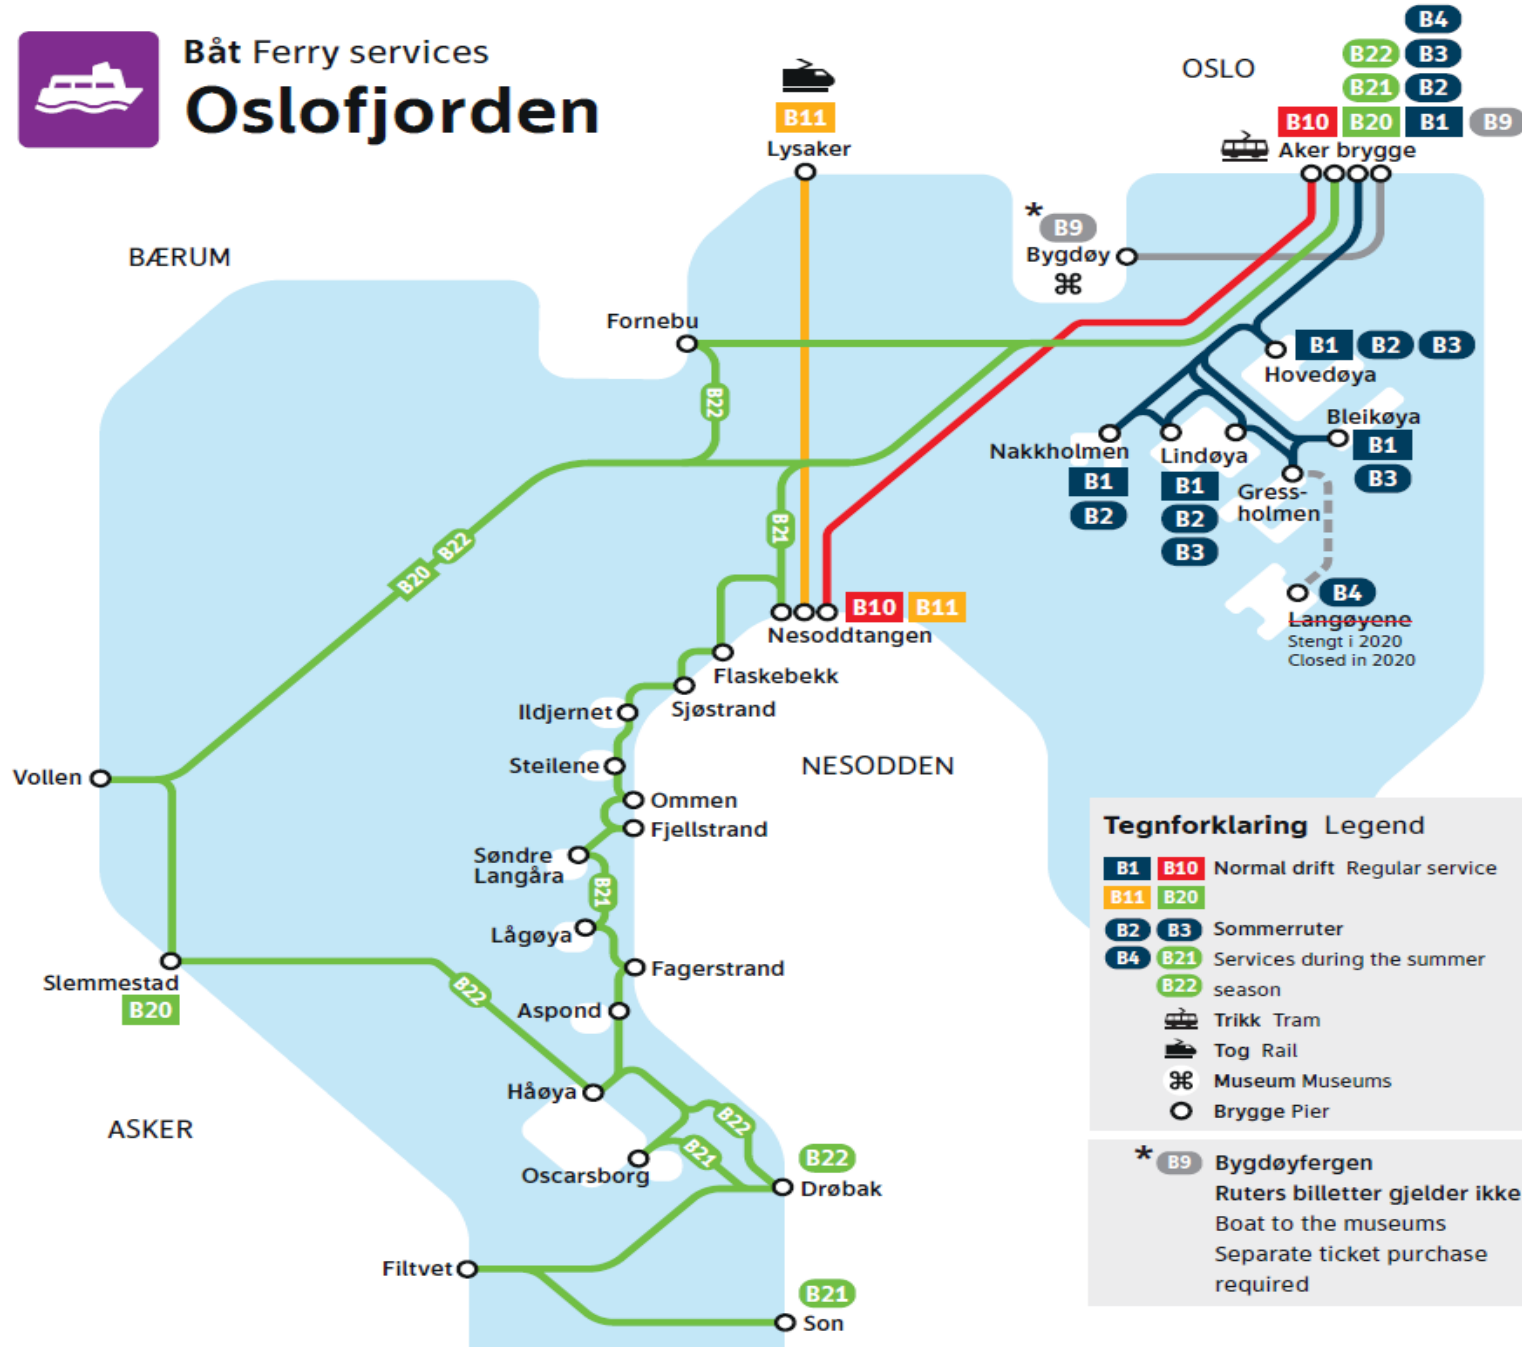 Båt Ferry services
Oslofjorden
B11
Lysaker
OSLO
B4
B22 B3
B21 B2
B10 B20 B1 B9
Aker brygge
BÆRUM
*
B9
Bygdøy
Fornebu
B22
B1 B2 B3
Hovedøya
Bleikøya
B1
B3
Nakkholmen
B1
B2
Lindøya
B1
B2
B3
Gress-
holmen
B4
Langøyene
Stengt i 2020
Closed in 2020
B21
B22
B20
B10 B11
Nesoddtangen
Flaskebekk
Sjøstrand
Ildjernet
Steilene
NESODDEN
Vollen
Ommen
Fjellstrand
Søndre
Langåra
B21
Lågøya
Fagerstrand
Slemmestad
B20
B22
Aspond
Håøya
ASKER
B22
B21
Oscarsborg
B22
Drøbak
Filtvet
B21
Son
Tegnforklaring Legend
B1 B10 Normal drift Regular service
B11 B20
B2 B3 Sommerruter
B4 B21 Services during the summer
B22 season
Trikk Tram
Tog Rail
Museum Museums
Brygge Pier
* B9 Bygdøyfergen
Ruters billetter gjelder ikke
Boat to the museums
Separate ticket purchase
required